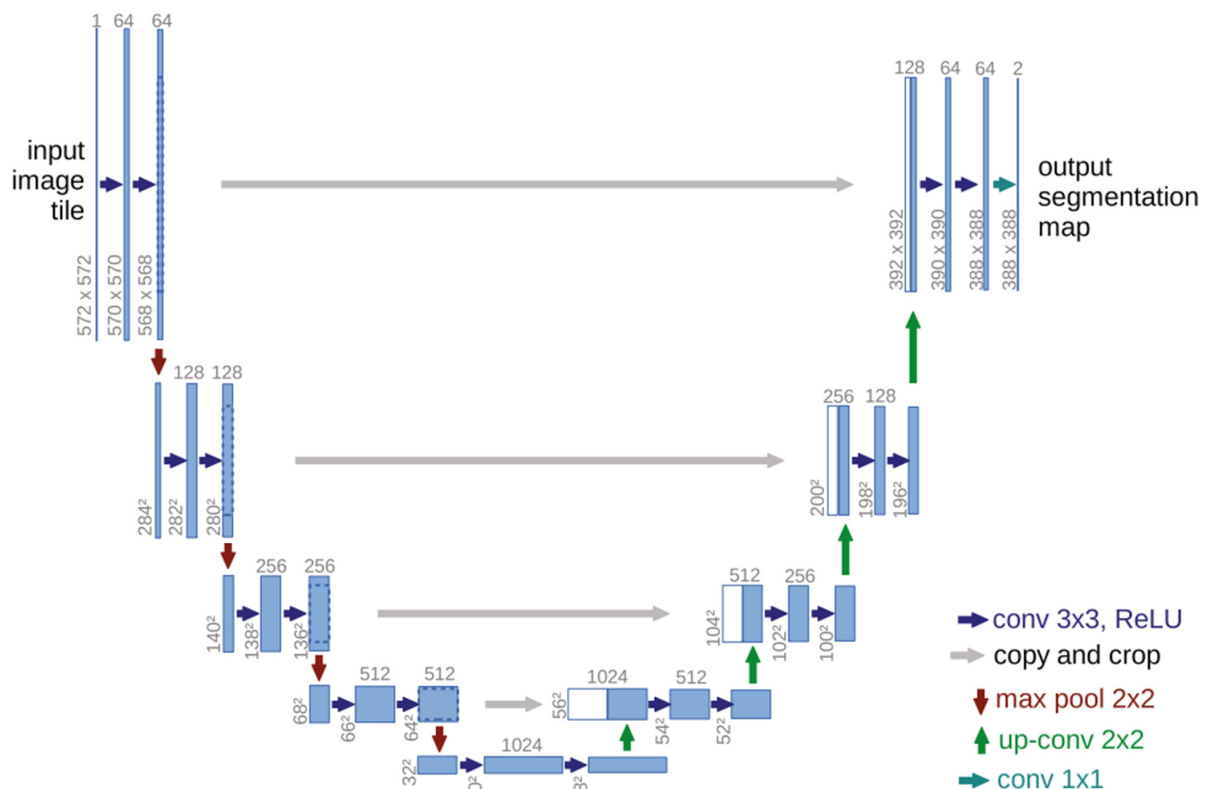 1 64 64
128 64 64 2
input
image
tile
output
segmentation
map
572 x 572
570 x 570
568 x 568
392 x 392
390 x 390
388 x 388
388 x 388
128 128
256 128
284²
282²
280²
200²
198²
196²
256 256
512 256
140²
138²
136²
104²
102²
100²
512 512
1024 512
68²
66²
64²
56²
54²
52²
1024
32²
conv 3x3, ReLU
copy and crop
max pool 2x2
up-conv 2x2
conv 1x1